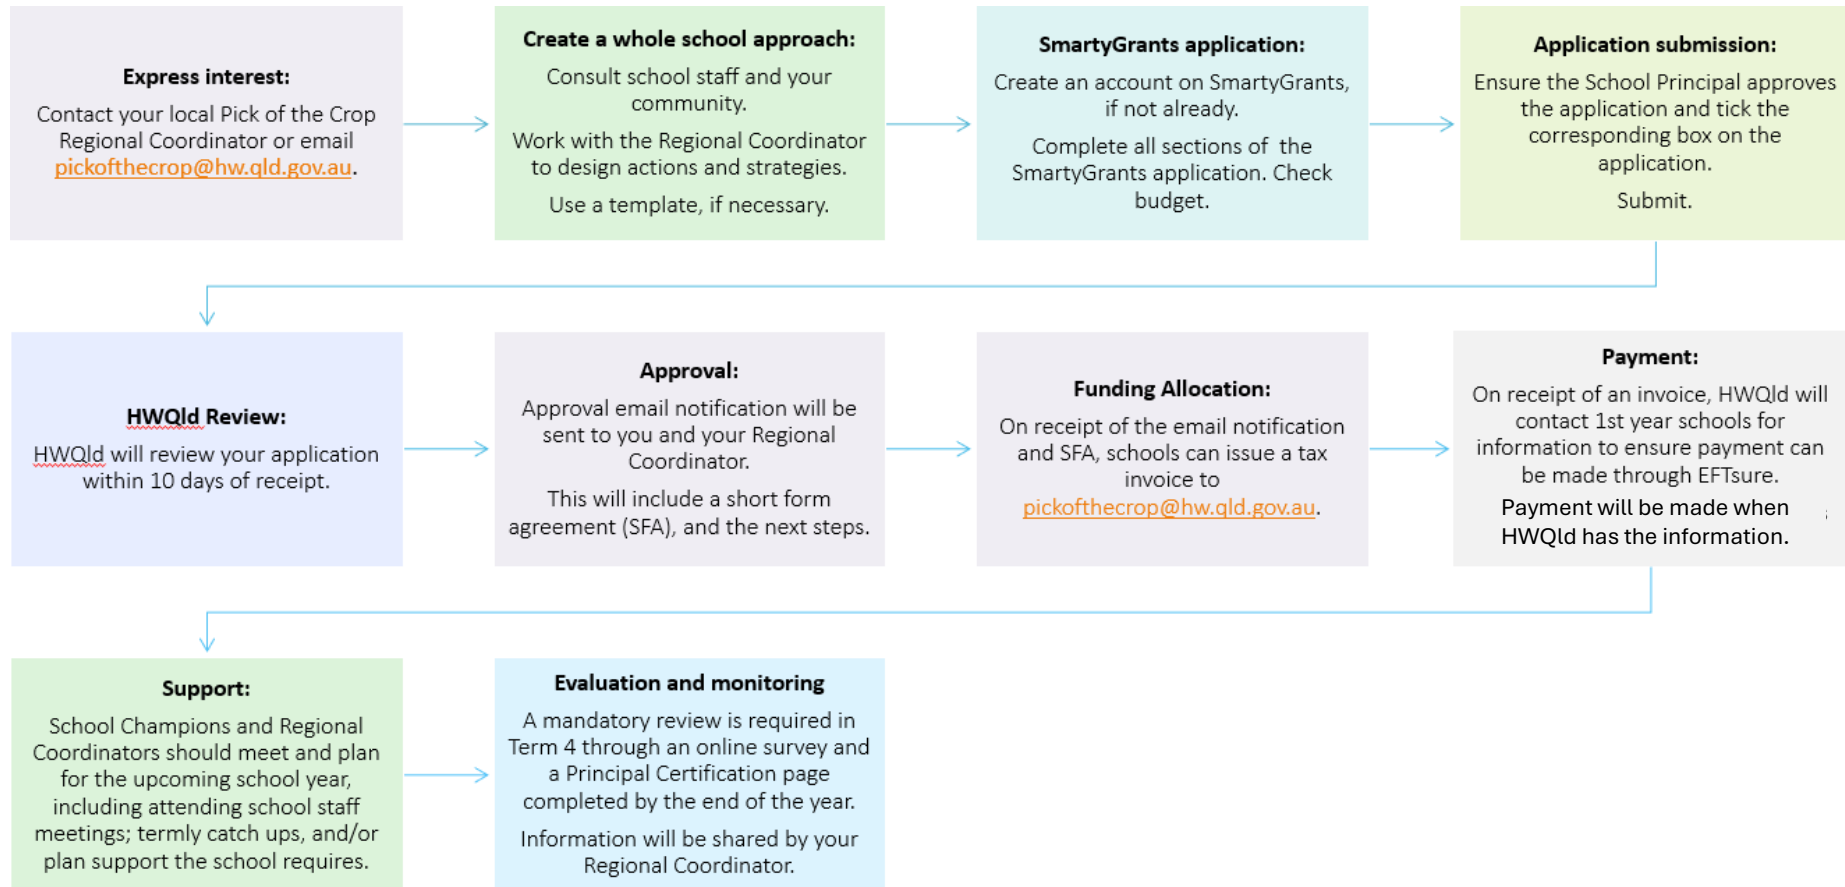 Express interest:
Contact your local Pick of the Crop
Regional Coordinator or email
pickofthecrop@hw.qld.gov.au.
Create a whole school approach:
Consult school staff and your
community.
Work with the Regional Coordinator
to design actions and strategies.
Use a template, if necessary.
SmartyGrants application:
Create an account on SmartyGrants,
if not already.
Complete all sections of the
SmartyGrants application. Check
budget.
Application submission:
Ensure the School Principal approves
the application and tick the
corresponding box on the
application.
Submit.
HWQld Review:
HWQld will review your application
within 10 days of receipt.
Approval:
Approval email notification will be
sent to you and your Regional
Coordinator.
This will include a short form
agreement (SFA), and the next steps.
Funding Allocation:
On receipt of the email notification
and SFA, schools can issue a tax
invoice to
pickofthecrop@hw.qld.gov.au.
Payment:
On receipt of an invoice, HWQld will
contact 1st year schools for
information to ensure payment can
be made through EFTsure.
Payment will be made when
HWQld has the information.
Support:
School Champions and Regional
Coordinators should meet and plan
for the upcoming school year,
including attending school staff
meetings; termly catch ups, and/or
plan support the school requires.
Evaluation and monitoring
A mandatory review is required in
Term 4 through an online survey and
a Principal Certification page
completed by the end of the year.
Information will be shared by your
Regional Coordinator.